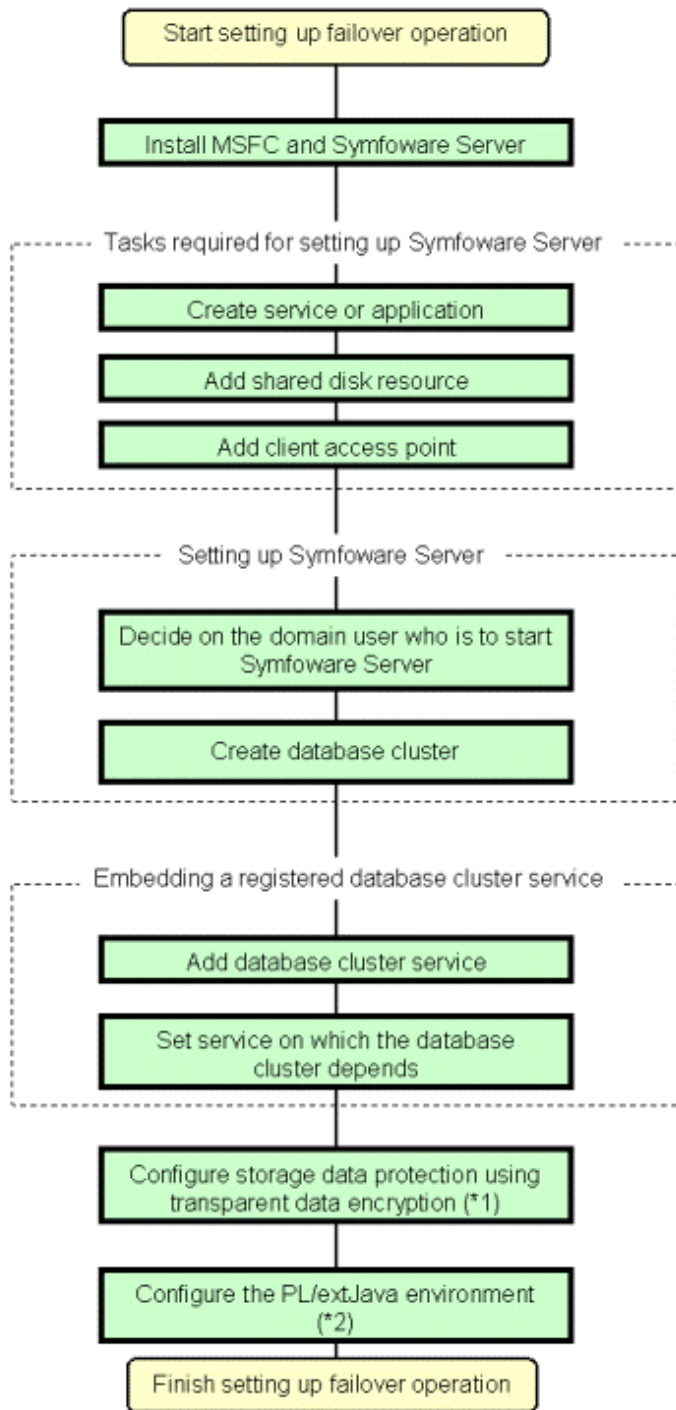 Start setting up failover operation
Install MSFC and Symfoware Server
Tasks required for setting up Symfoware Server
Create service or application
Add shared disk resource
Add client access point
Setting up Symfoware Server
Decide on the domain user who is to start
Symfoware Server
Create database cluster
Embedding a registered database cluster service
Add database cluster service
Set service on which the database
cluster depends
Configure storage data protection using
transparent data encryption (*1)
Configure the PL/extJava environment
(*2)
Finish setting up failover operation